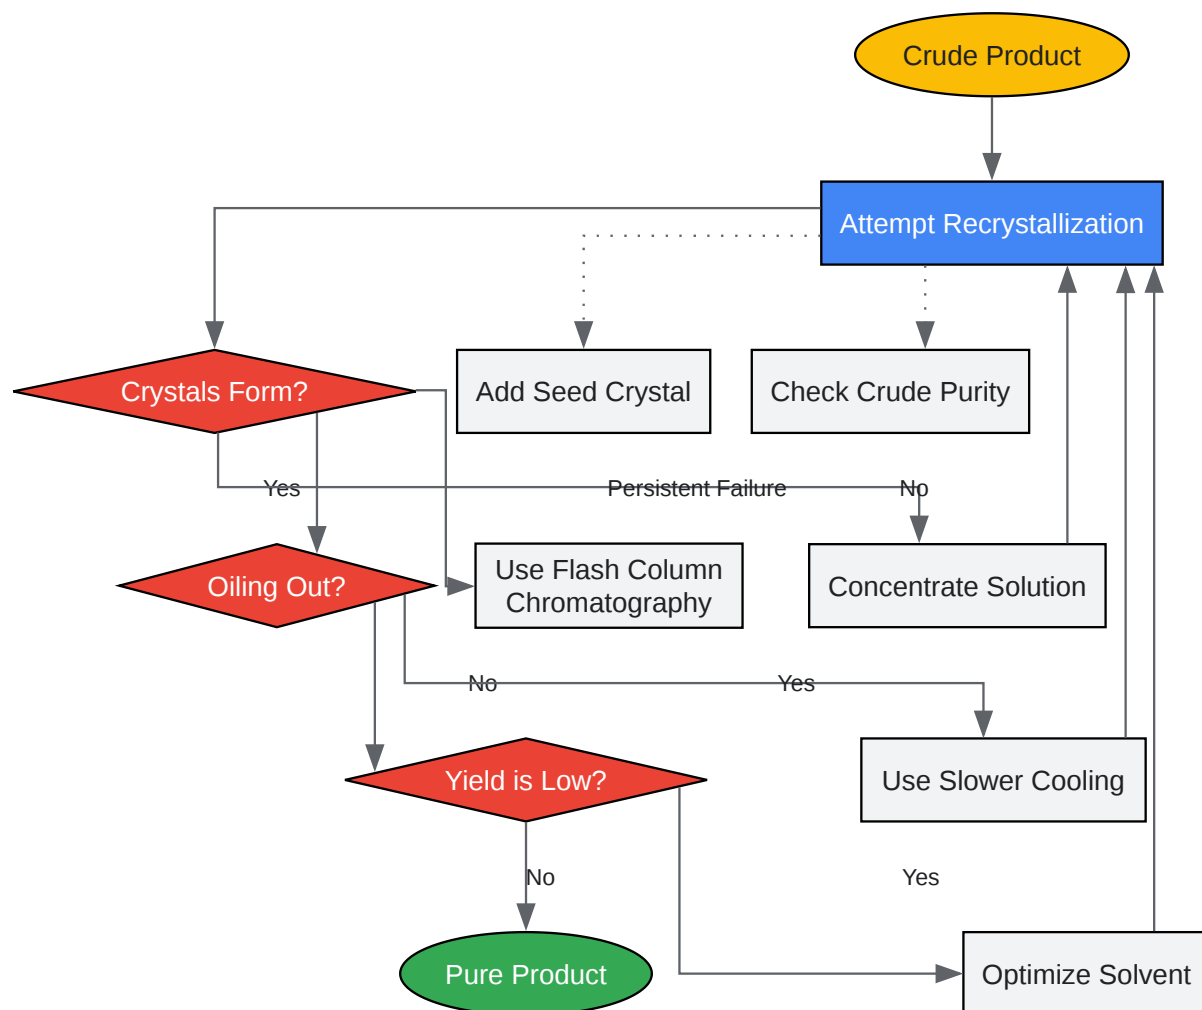 Crude Product
Attempt Recrystallization
Crystals Form?
Add Seed Crystal
Check Crude Purity
Yes
Persistent Failure
No
Oiling Out?
Use Flash Column
Chromatography
Concentrate Solution
No
Yes
Yield is Low?
Use Slower Cooling
No
Yes
Pure Product
Optimize Solvent